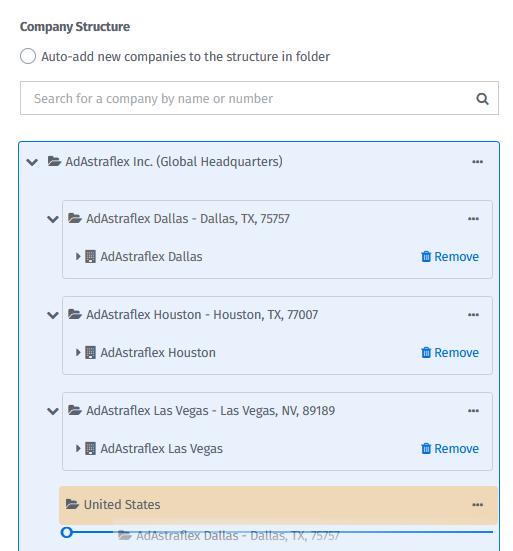 Company Structure
Auto-add new companies to the structure in folder
Search for a company by name or number
AdAstraflex Inc. (Global Headquarters)
AdAstraflex Dallas - Dallas, TX, 75757
AdAstraflex Dallas Remove
AdAstraflex Houston - Houston, TX, 77007
AdAstraflex Houston Remove
AdAstraflex Las Vegas - Las Vegas, NV, 89189
AdAstraflex Las Vegas Remove
United States
AdAstraflex Dallas - Dallas, TX, 75757